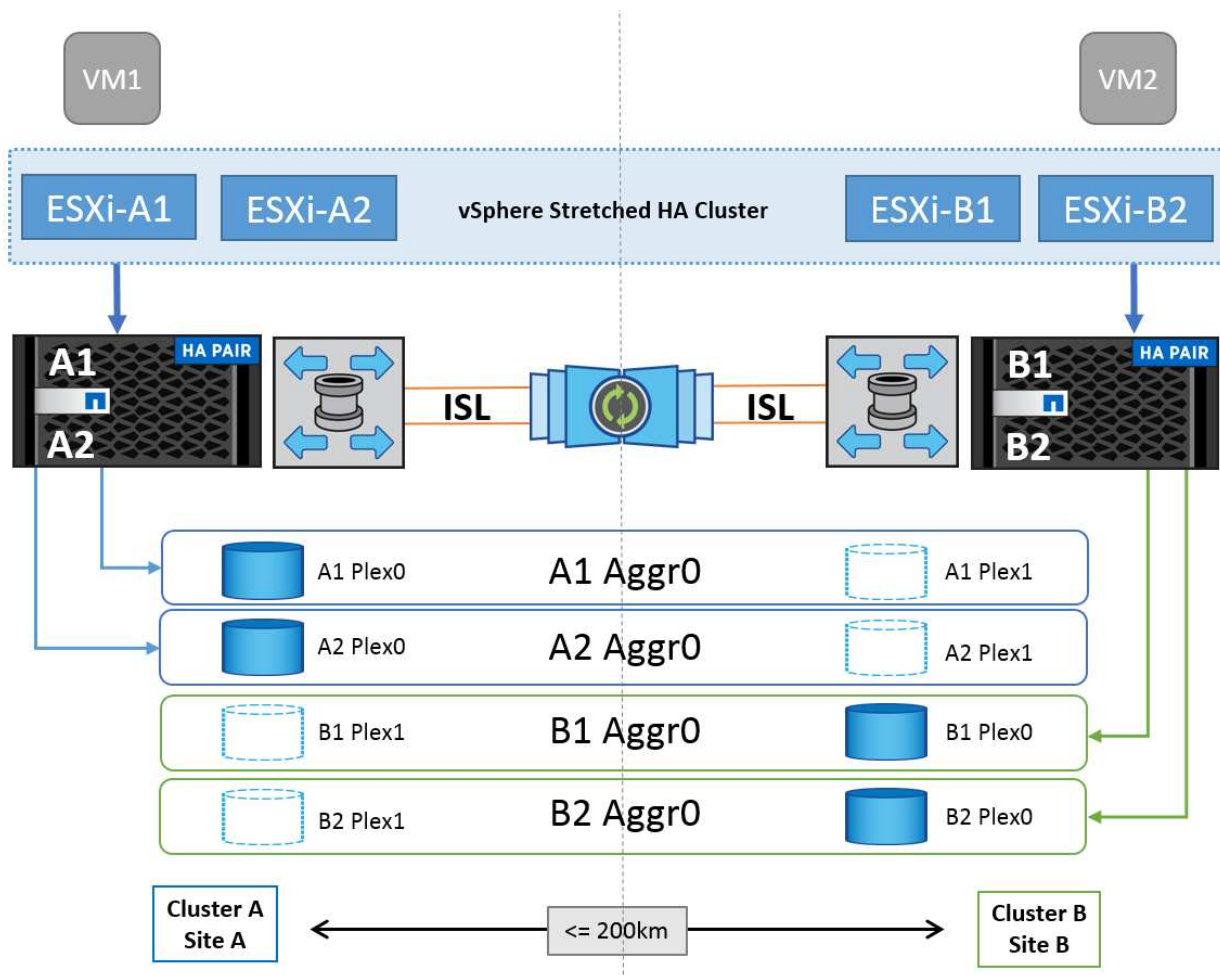 VM1
VM2
ESXi-A1
ESXi-A2
vSphere Stretched HA Cluster
ESXi-B1
ESXi-B2
A1
HA PAIR
A2
ISL
ISL
B1
HA PAIR
B2
A1 Plex0
A1 Aggr0
A1 Plex1
A2 Plex0
A2 Aggr0
A2 Plex1
B1 Plex1
B1 Aggr0
B1 Plex0
B2 Plex1
B2 Aggr0
B2 Plex0
Cluster A
Site A
<= 200km
Cluster B
Site B